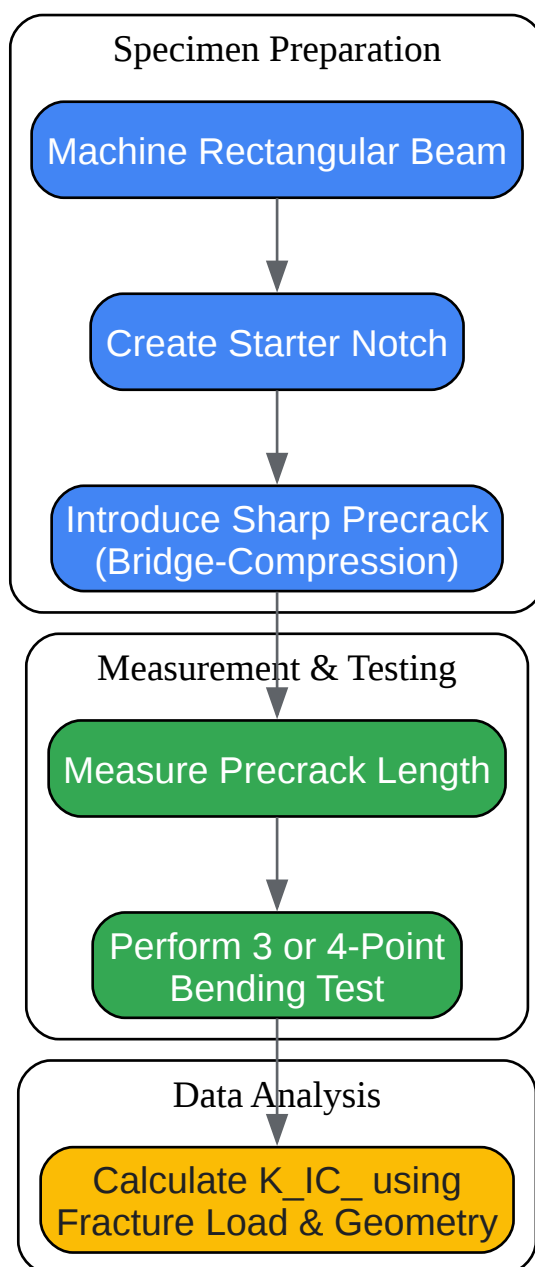 Specimen Preparation
Machine Rectangular Beam
Create Starter Notch
Introduce Sharp Precrack
(Bridge-Compression)
Measurement & Testing
Measure Precrack Length
Perform 3 or 4-Point
Bending Test
Data Analysis
Calculate K_IC_ using
Fracture Load & Geometry